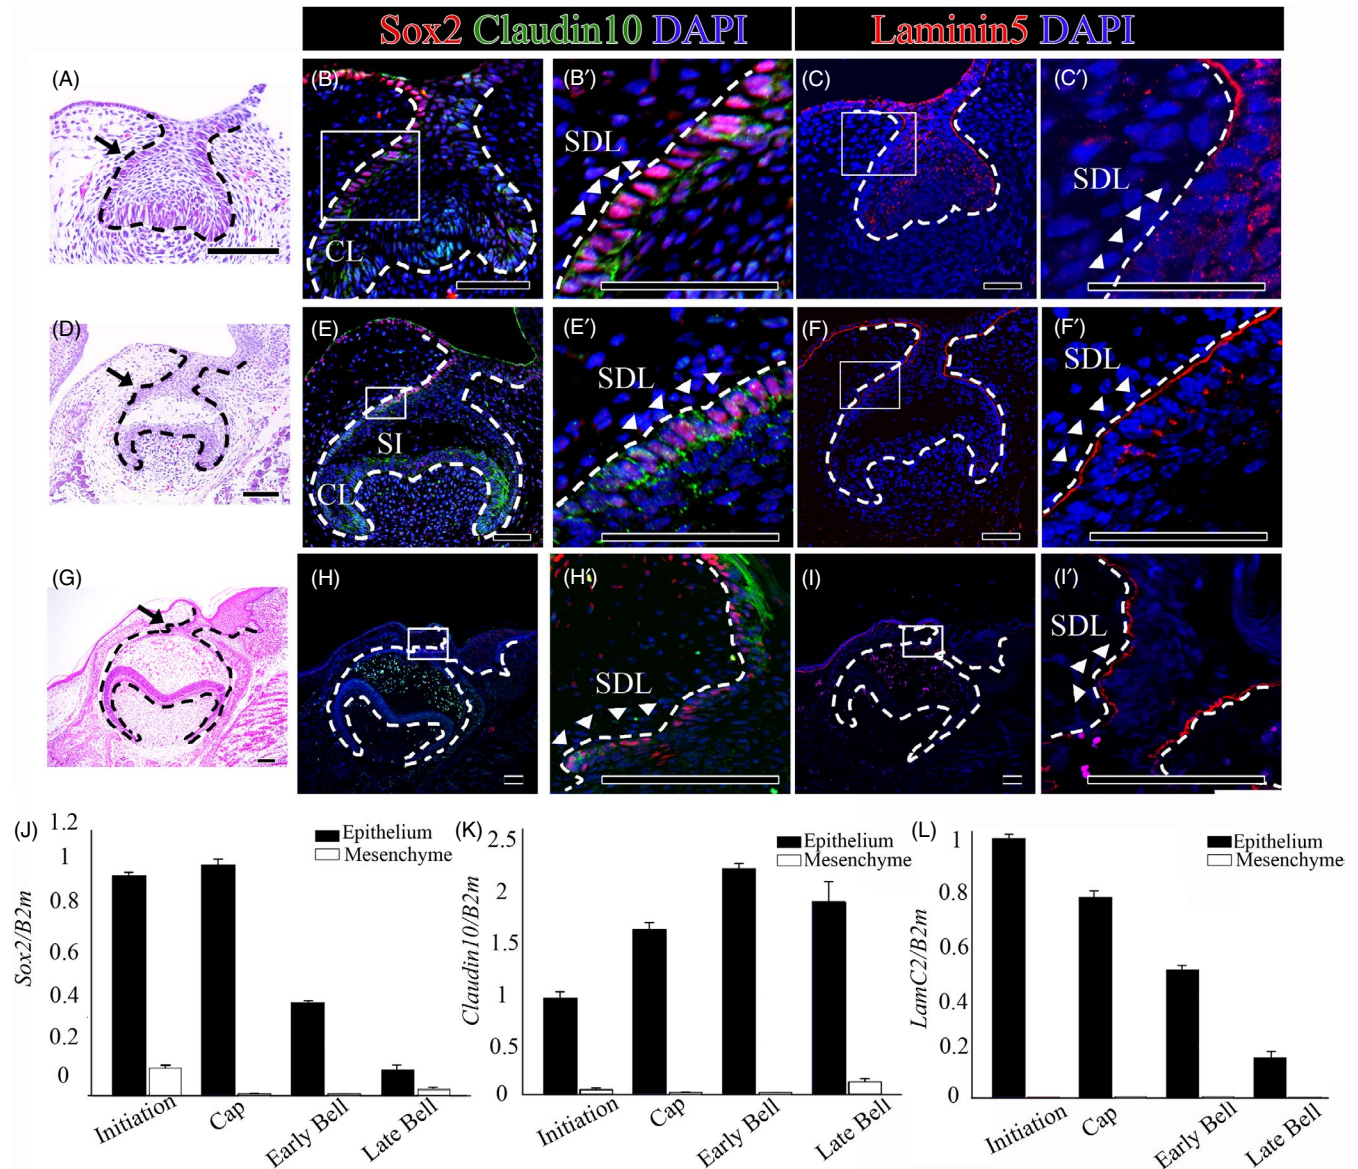 Sox2 Claudin10 DAPI
Laminin5 DAPI
(A)
(B)
CL
(B′)
SDL
(C)
(C′)
SDL
(D)
(E)
SI
CL
(E′)
SDL
(F)
(F′)
SDL
(G)
(H)
(H′)
SDL
(I)
(I′)
SDL
(J)
Sox2/B2m
1.2
1
0.8
0.6
0.4
0.2
0
Epithelium
Mesenchyme
Initiation
Cap
Early Bell
Late Bell
(K)
Claudin10/B2m
2.5
2
1.5
1
0.5
0
Epithelium
Mesenchyme
Initiation
Cap
Early Bell
Late Bell
(L)
LamC2/B2m
1
0.8
0.6
0.4
0.2
0
Epithelium
Mesenchyme
Initiation
Cap
Early Bell
Late Bell